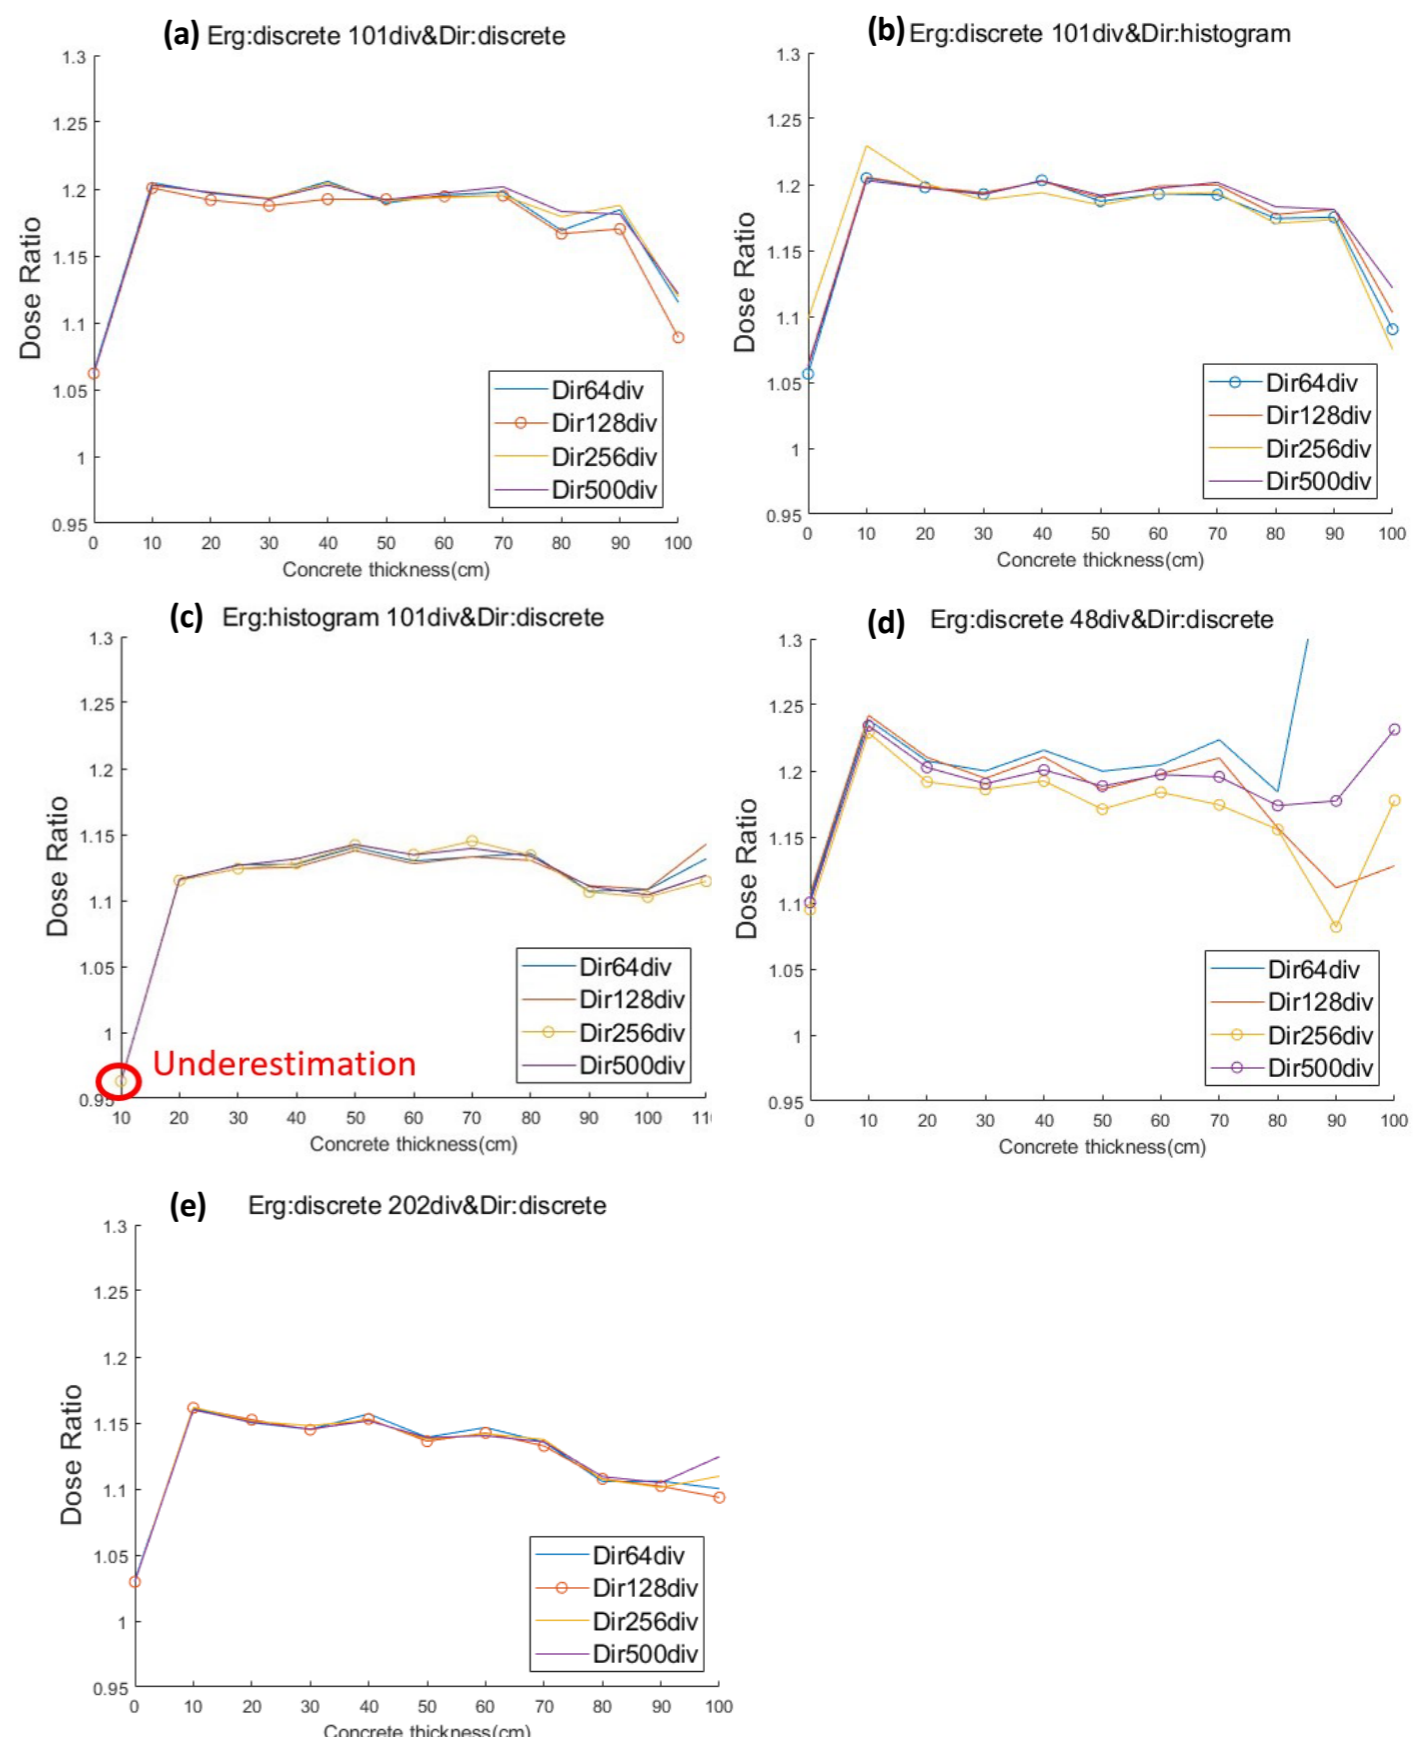 (a) Erg:discrete 101div&Dir:discrete
1.3
1.25
1.2
1.15
1.1
1.05
1
0.95
Dose Ratio
0 10 20 30 40 50 60 70 80 90 100
Concrete thickness(cm)
Dir64div
Dir128div
Dir256div
Dir500div
(b) Erg:discrete 101div&Dir:histogram
1.3
1.25
1.2
1.15
1.1
1.05
1
0.95
Dose Ratio
0 10 20 30 40 50 60 70 80 90 100
Concrete thickness(cm)
Dir64div
Dir128div
Dir256div
Dir500div
(c) Erg:histogram 101div&Dir:discrete
1.3
1.25
1.2
1.15
1.1
1.05
1
0.95
Dose Ratio
Underestimation
10 20 30 40 50 60 70 80 90 100 11
Concrete thickness(cm)
Dir64div
Dir128div
Dir256div
Dir500div
(d) Erg:discrete 48div&Dir:discrete
1.3
1.25
1.2
1.15
1.1
1.05
1
0.95
Dose Ratio
0 10 20 30 40 50 60 70 80 90 100
Concrete thickness(cm)
Dir64div
Dir128div
Dir256div
Dir500div
(e) Erg:discrete 202div&Dir:discrete
1.3
1.25
1.2
1.15
1.1
1.05
1
0.95
Dose Ratio
0 10 20 30 40 50 60 70 80 90 100
Concrete thickness(cm)
Dir64div
Dir128div
Dir256div
Dir500div